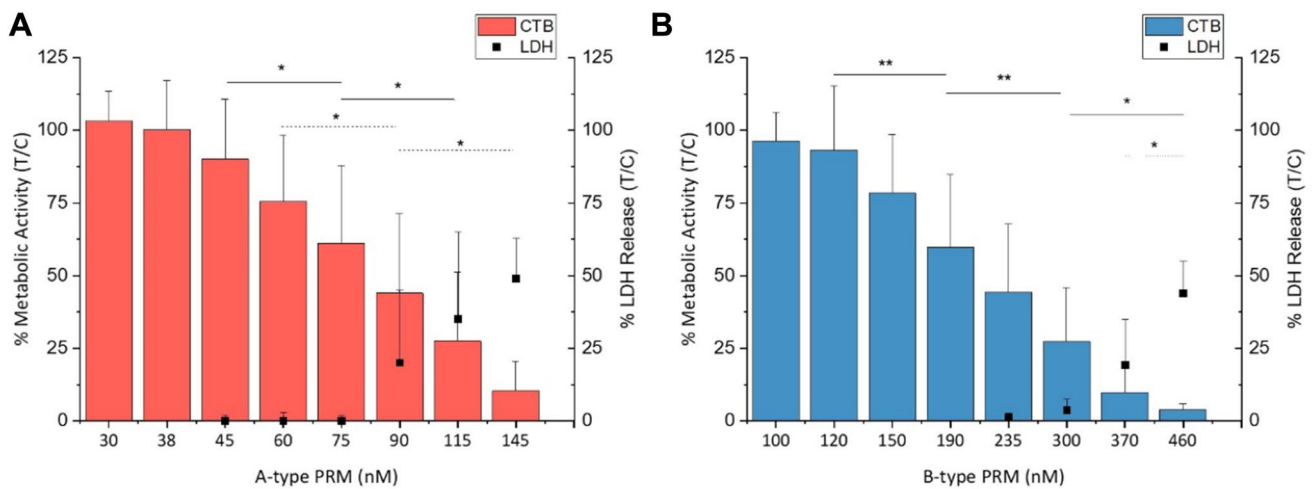 A
CTB
LDH
125
100
75
50
25
0
% Metabolic Activity (T/C)
125
100
75
50
25
0
% LDH Release (T/C)
*
*
*
*
30 38 45 60 75 90 115 145
A-type PRM (nM)
B
CTB
LDH
125
100
75
50
25
0
% Metabolic Activity (T/C)
125
100
75
50
25
0
% LDH Release (T/C)
**
**
*
*
100 120 150 190 235 300 370 460
B-type PRM (nM)